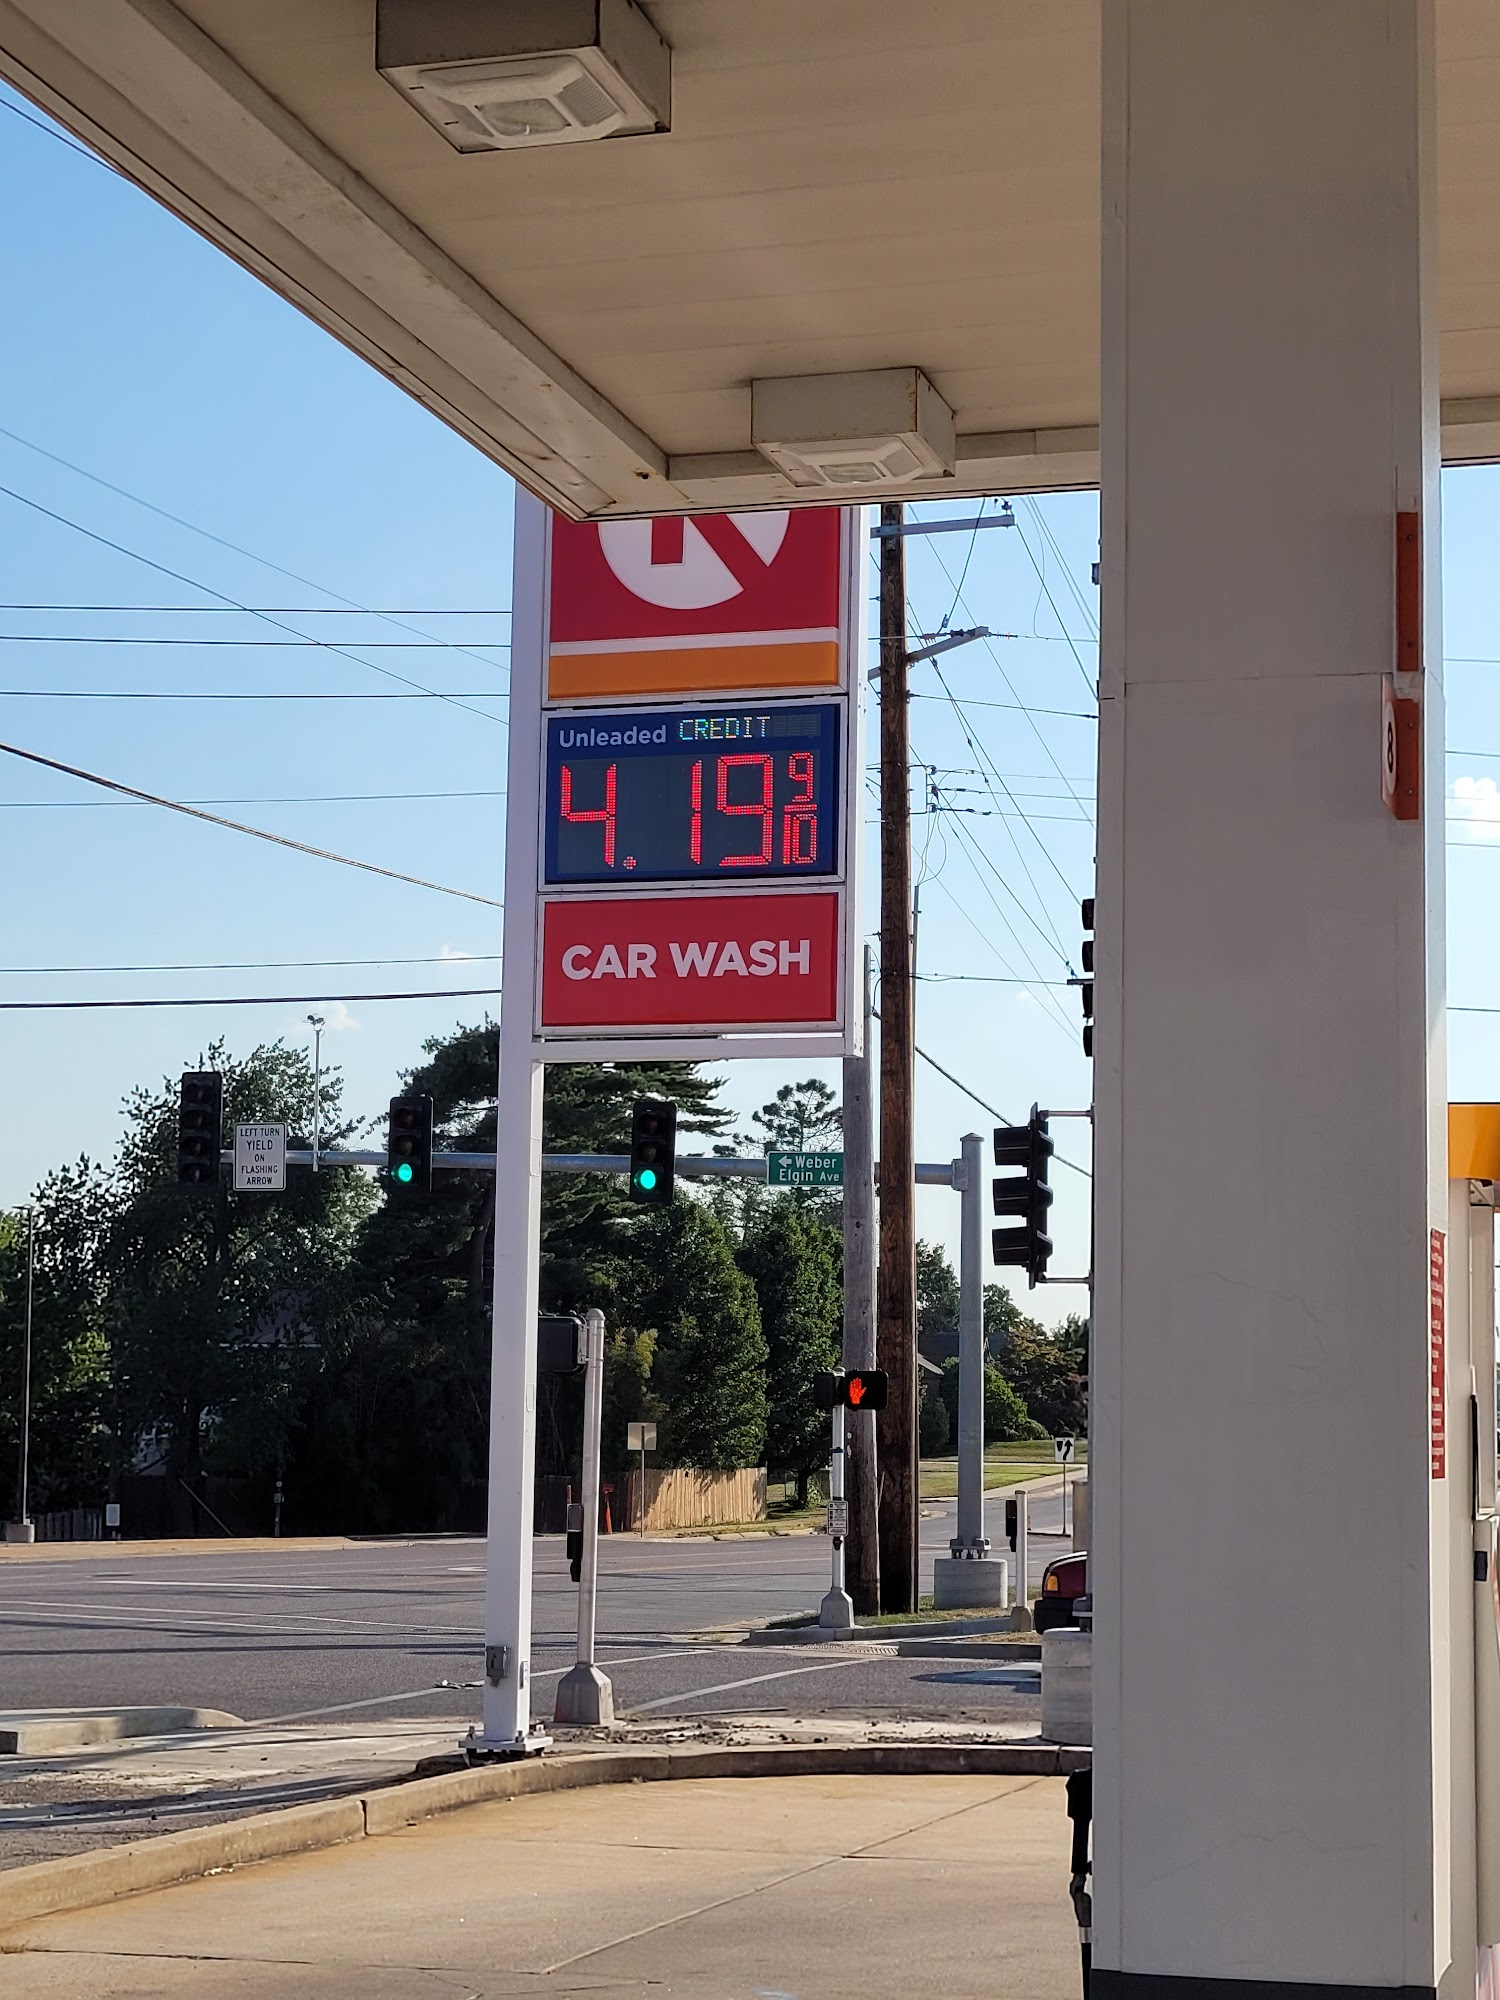 K
Unleaded CREDIT
4.19 9/10
CAR WASH
8
LEFT TURN
YIELD
ON
FLASHING
ARROW
← Weber
Elgin Ave